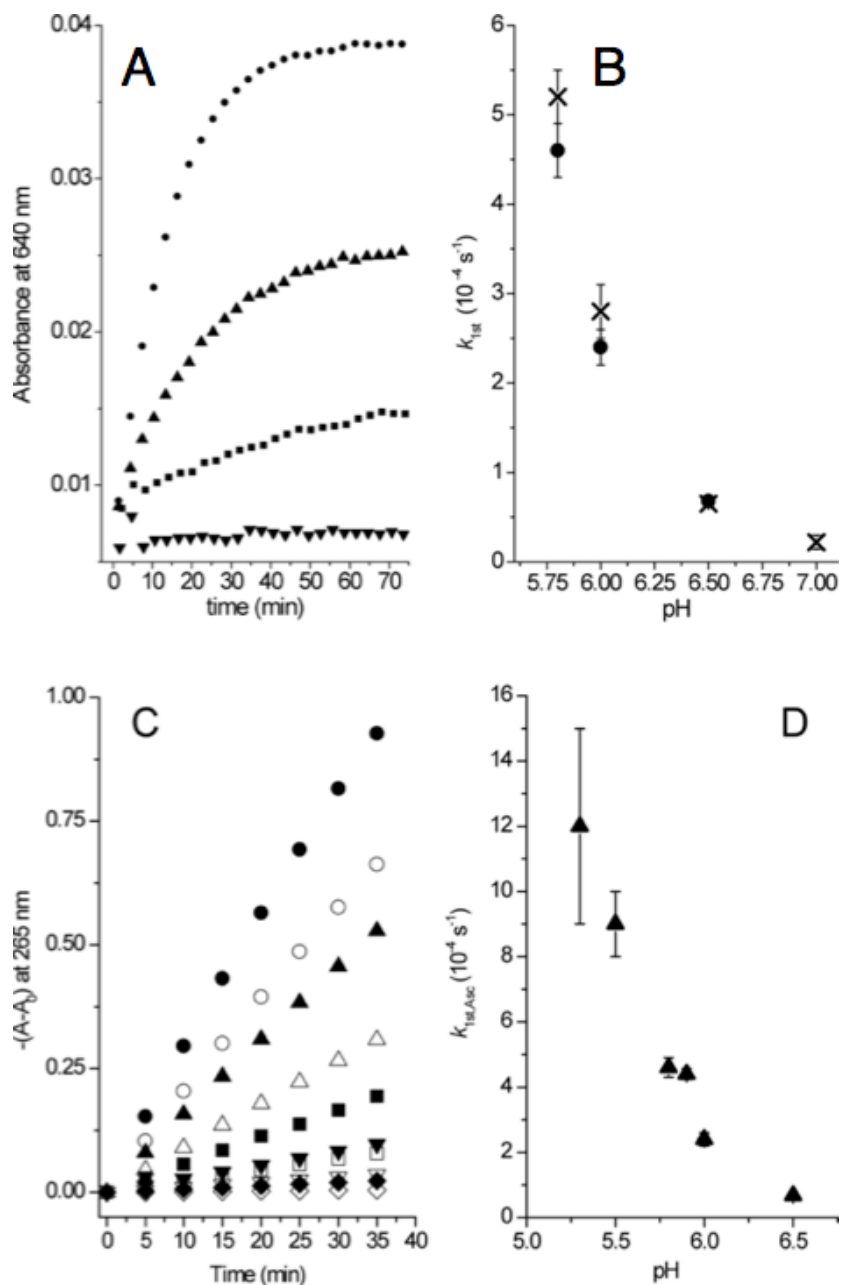 A
0.04
0.03
0.02
0.01
Absorbance at 640 nm
0 10 20 30 40 50 60 70
time (min)
B
6
5
4
3
2
1
0
k1st (10⁻⁴ s⁻¹)
5.75 6.00 6.25 6.50 6.75 7.00
pH
C
1.00
0.75
0.50
0.25
0.00
-(A-A₀) at 265 nm
0 5 10 15 20 25 30 35 40
Time (min)
D
16
14
12
10
8
6
4
2
0
k1st,Asc (10⁻⁴ s⁻¹)
5.0 5.5 6.0 6.5
pH